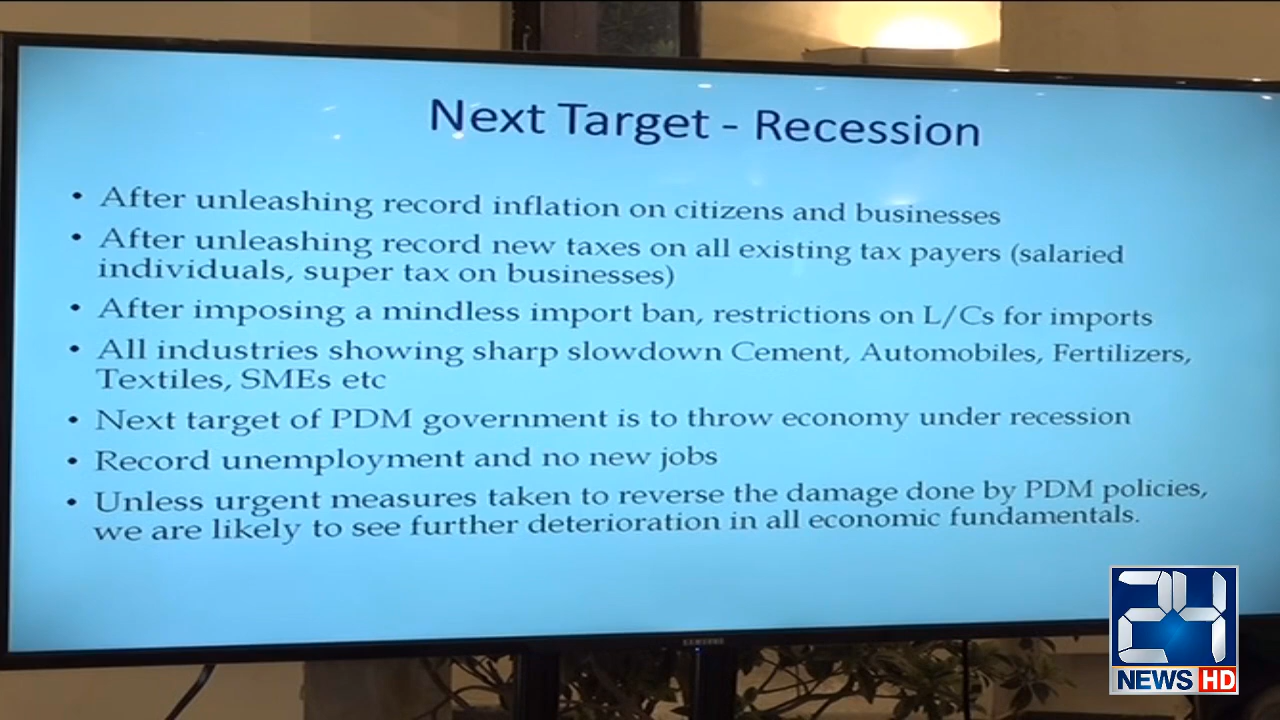 Next Target - Recession
• After unleashing record inflation on citizens and businesses
• After unleashing record new taxes on all existing tax payers (salaried
individuals, super tax on businesses)
• After imposing a mindless import ban, restrictions on L/Cs for imports
• All industries showing sharp slowdown Cement, Automobiles, Fertilizers,
Textiles, SMEs etc
• Next target of PDM government is to throw economy under recession
• Record unemployment and no new jobs
• Unless urgent measures taken to reverse the damage done by PDM policies,
we are likely to see further deterioration in all economic fundamentals.
SAMSUNG
24
NEWS HD